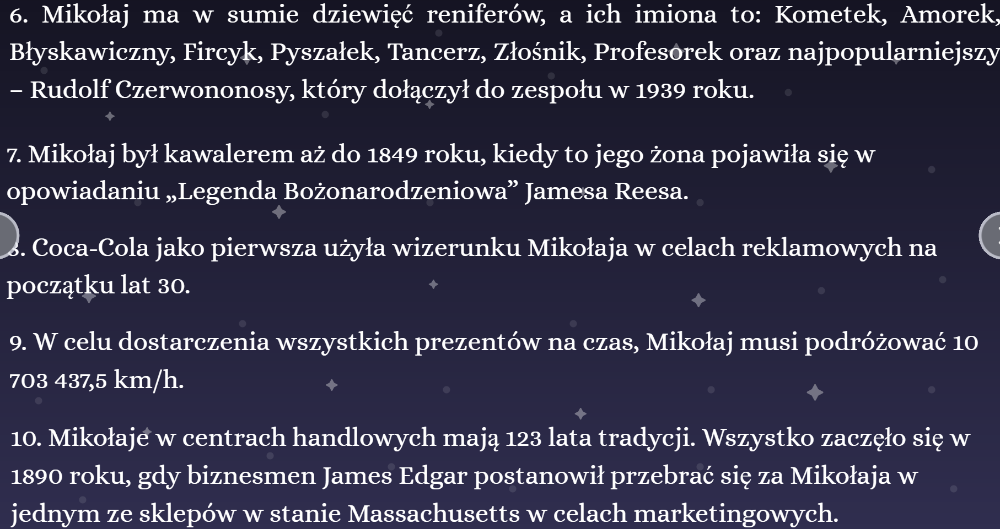 6. Mikołaj ma w sumie dziewięć reniferów, a ich imiona to: Kometek, Amorek,
Błyskawiczny, Fircyk, Pyszałek, Tancerz, Złośnik, Profesorek oraz najpopularniejszy
– Rudolf Czerwononosy, który dołączył do zespołu w 1939 roku.
7. Mikołaj był kawalerem aż do 1849 roku, kiedy to jego żona pojawiła się w
opowiadaniu „Legenda Bożonarodzeniowa” Jamesa Reesa.
8. Coca-Cola jako pierwsza użyła wizerunku Mikołaja w celach reklamowych na
początku lat 30.
9. W celu dostarczenia wszystkich prezentów na czas, Mikołaj musi podróżować 10
703 437,5 km/h.
10. Mikołaje w centrach handlowych mają 123 lata tradycji. Wszystko zaczęło się w
1890 roku, gdy biznesmen James Edgar postanowił przebrać się za Mikołaja w
jednym ze sklepów w stanie Massachusetts w celach marketingowych.